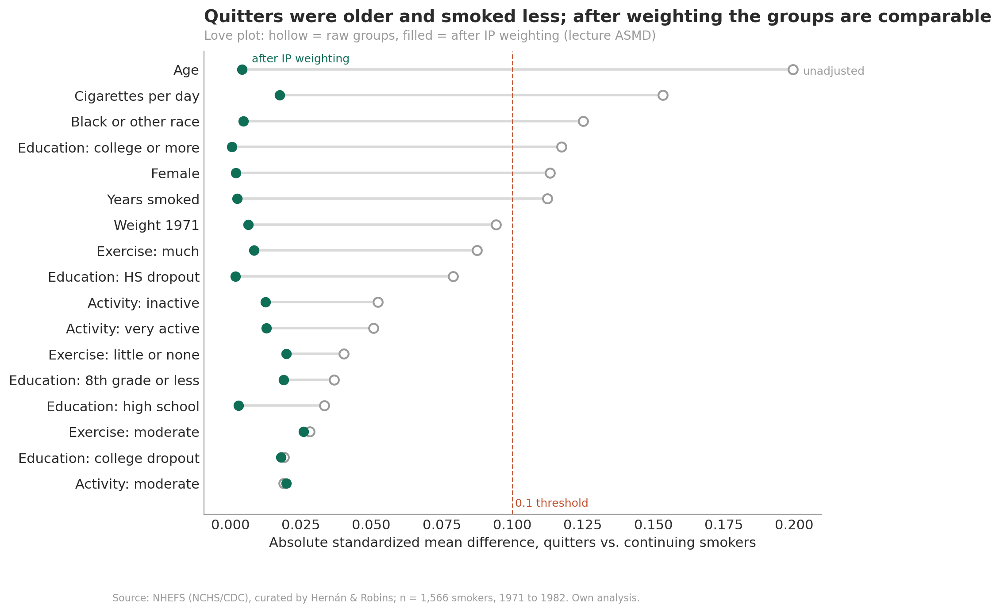 Quitters were older and smoked less; after weighting the groups are comparable
Love plot: hollow = raw groups, filled = after IP weighting (lecture ASMD)
after IP weighting
Age
unadjusted
Cigarettes per day
Black or other race
Education: college or more
Female
Years smoked
Weight 1971
Exercise: much
Education: HS dropout
Activity: inactive
Activity: very active
Exercise: little or none
Education: 8th grade or less
Education: high school
Exercise: moderate
Education: college dropout
Activity: moderate
0.1 threshold
0.000 0.025 0.050 0.075 0.100 0.125 0.150 0.175 0.200
Absolute standardized mean difference, quitters vs. continuing smokers
Source: NHEFS (NCHS/CDC), curated by Hernán & Robins; n = 1,566 smokers, 1971 to 1982. Own analysis.